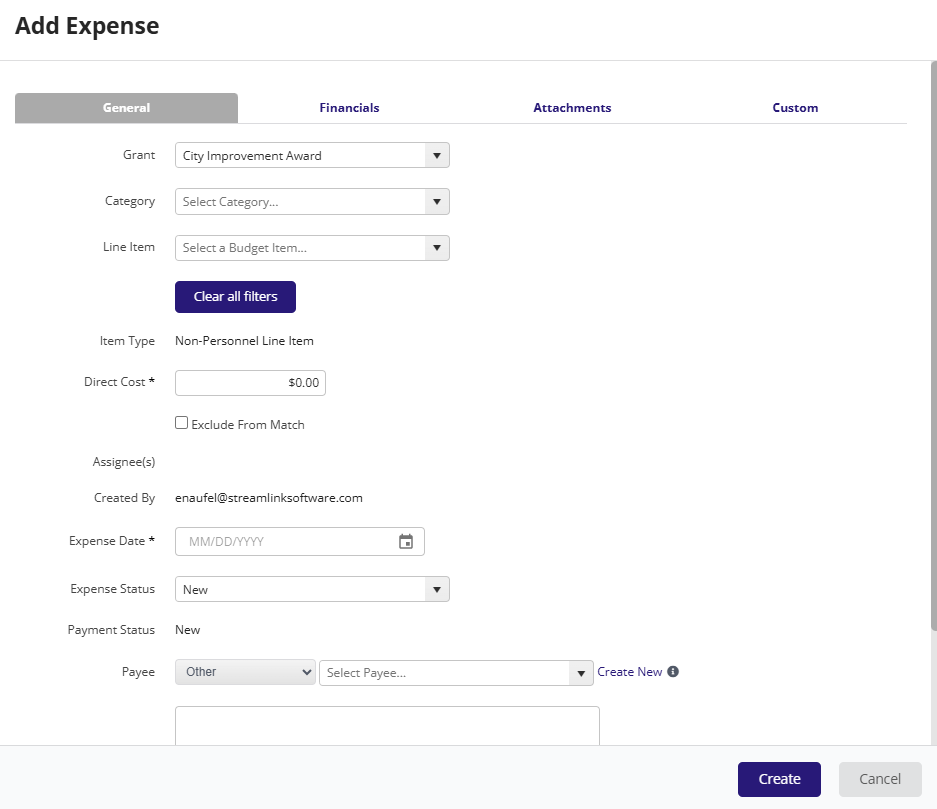 Add Expense
General Financials Attachments Custom
Grant City Improvement Award
Category Select Category...
Line Item Select a Budget Item...
Clear all filters
Item Type Non-Personnel Line Item
Direct Cost * $0.00
Exclude From Match
Assignee(s)
Created By enaufel@streamlinksoftware.com
Expense Date * MM/DD/YYYY
Expense Status New
Payment Status New
Payee Other Select Payee... Create New
Create Cancel